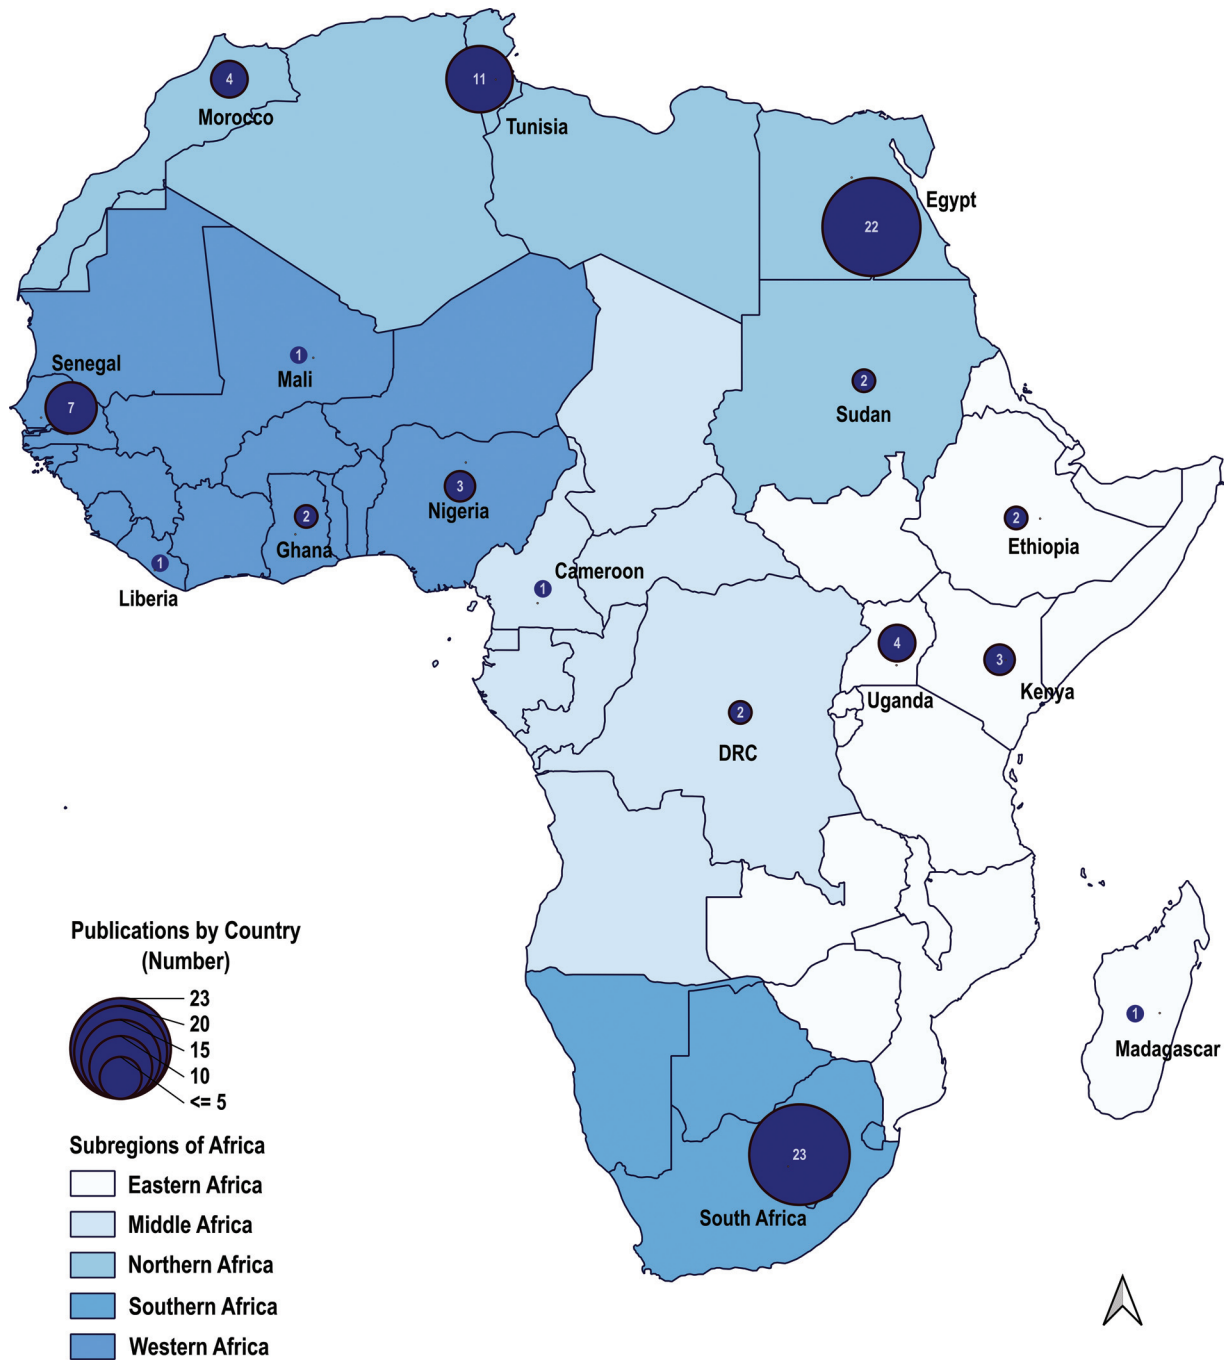 4
Morocco
11
Tunisia
Egypt
22
Senegal
7
1
Mali
2
Sudan
3
Nigeria
2
Ghana
2
Ethiopia
1
Liberia
Cameroon
1
4
Uganda
3
Kenya
2
DRC
1
Madagascar
23
South Africa
Publications by Country
(Number)
23
20
15
10
<= 5
Subregions of Africa
Eastern Africa
Middle Africa
Northern Africa
Southern Africa
Western Africa